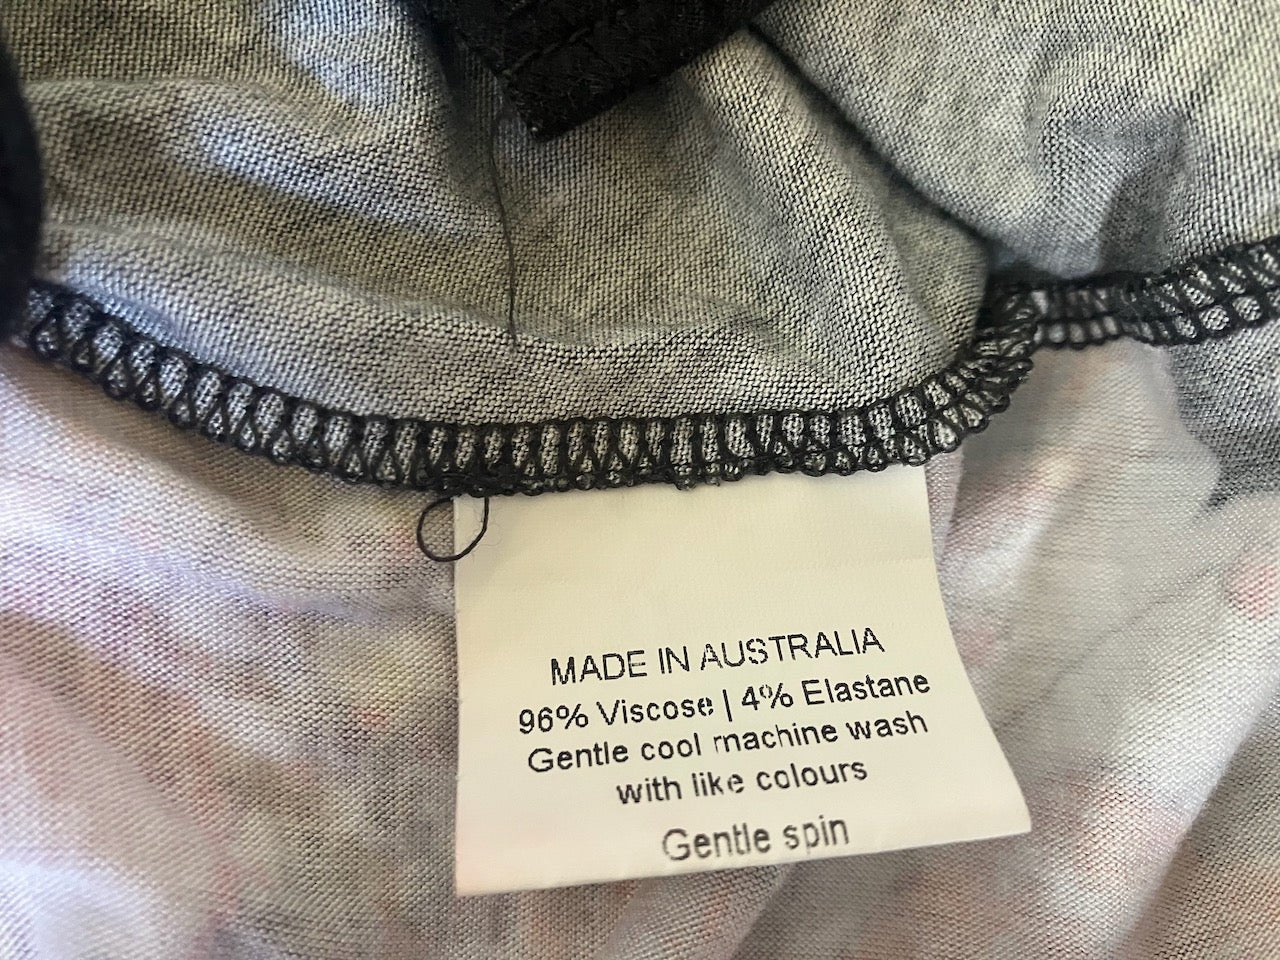 MADE IN AUSTRALIA
96% Viscose | 4% Elastane
Gentle cool machine wash
with like colours
Gentle spin